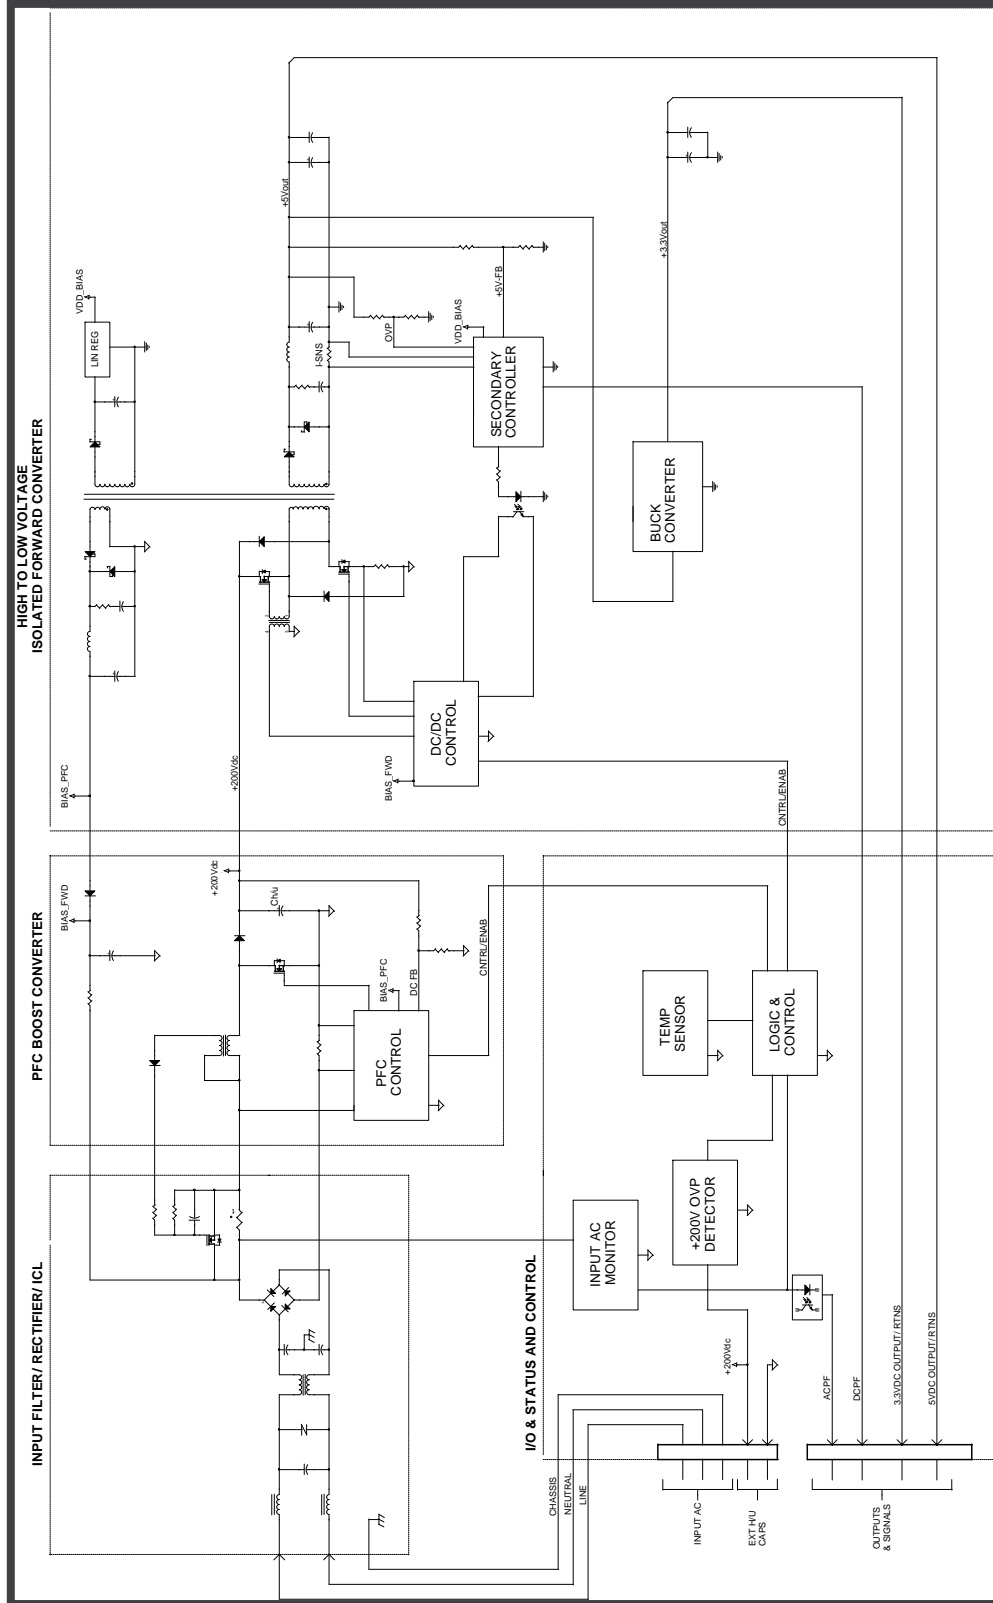 INPUT FILTER/ RECTIFIER/ ICL
PFC BOOST CONVERTER
HIGH TO LOW VOLTAGE
ISOLATED FORWARD CONVERTER
BIAS_FWD
BIAS_PFC
LIN REG
VDD_BIAS
+200Vdc
+200Vdc
Ch/u
+5Vout
I-SNS
OVP
BIAS_PFC
DC FB
PFC
CONTROL
CNTRL/ENAB
BIAS_FWD
DC/DC
CONTROL
VDD_BIAS
+5V-FB
SECONDARY
CONTROLLER
I/O & STATUS AND CONTROL
INPUT AC
MONITOR
TEMP
SENSOR
+200V OVP
DETECTOR
LOGIC &
CONTROL
CNTRL/ENAB
BUCK
CONVERTER
+3.3Vout
CHASSIS
NEUTRAL
LINE
+200Vdc
INPUT AC
EXT H/U
CAPS
ACPF
DCPF
3.3VDC OUTPUT/ RTNS
5VDC OUTPUT/ RTNS
OUTPUTS
& SIGNALS